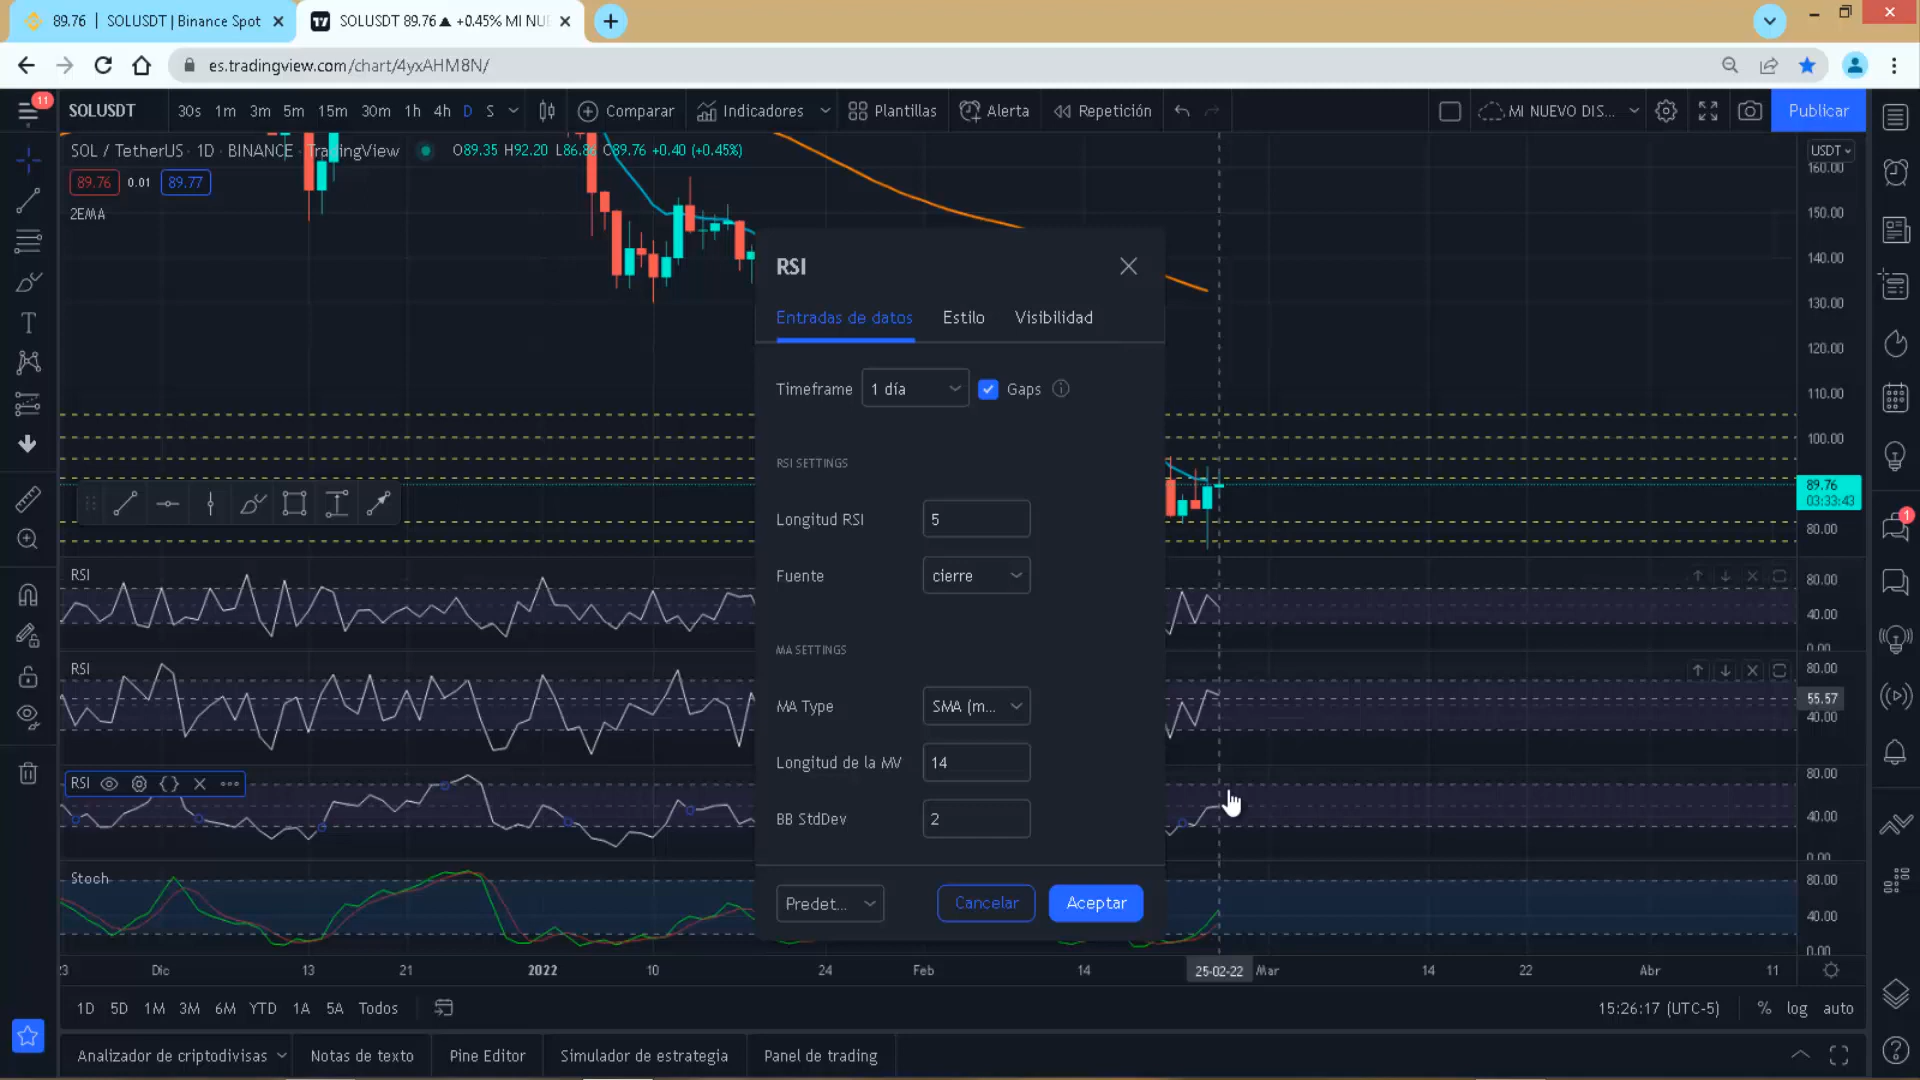 89.76 | SOLUSDT | Binance Spot
SOLUSDT 89.76 ▲ +0.45% MI NU
es.tradingview.com/chart/4yxAHM8N/
11
SOLUSDT
30s 1m 3m 5m 15m 30m 1h 4h D S
Comparar
Indicadores
Plantillas
Alerta
Repetición
MI NUEVO DIS...
Publicar
SOL / TetherUS · 1D · BINANCE · TradingView
O89.35 H92.20 L86.86 C89.76 +0.40 (+0.45%)
USDT
89.76 0.01 89.77
2EMA
160.00
150.00
140.00
130.00
120.00
110.00
100.00
89.76
03:33:43
80.00
1
RSI
Entradas de datos
Estilo
Visibilidad
Timeframe
1 día
Gaps
RSI SETTINGS
Longitud RSI
5
Fuente
cierre
MA SETTINGS
MA Type
SMA (m...
Longitud de la MV
14
BB StdDev
2
Predet...
Cancelar
Aceptar
RSI
80.00
40.00
0.00
RSI
80.00
55.57
40.00
RSI
80.00
40.00
0.00
Stoch
80.00
40.00
0.00
23 Dic 13 21 2022 10 24 Feb 14 25-02-22 Mar 14 22 Abr 11
1D 5D 1M 3M 6M YTD 1A 5A Todos
15:26:17 (UTC-5)
% log auto
Analizador de criptodivisas
Notas de texto
Pine Editor
Simulador de estrategia
Panel de trading